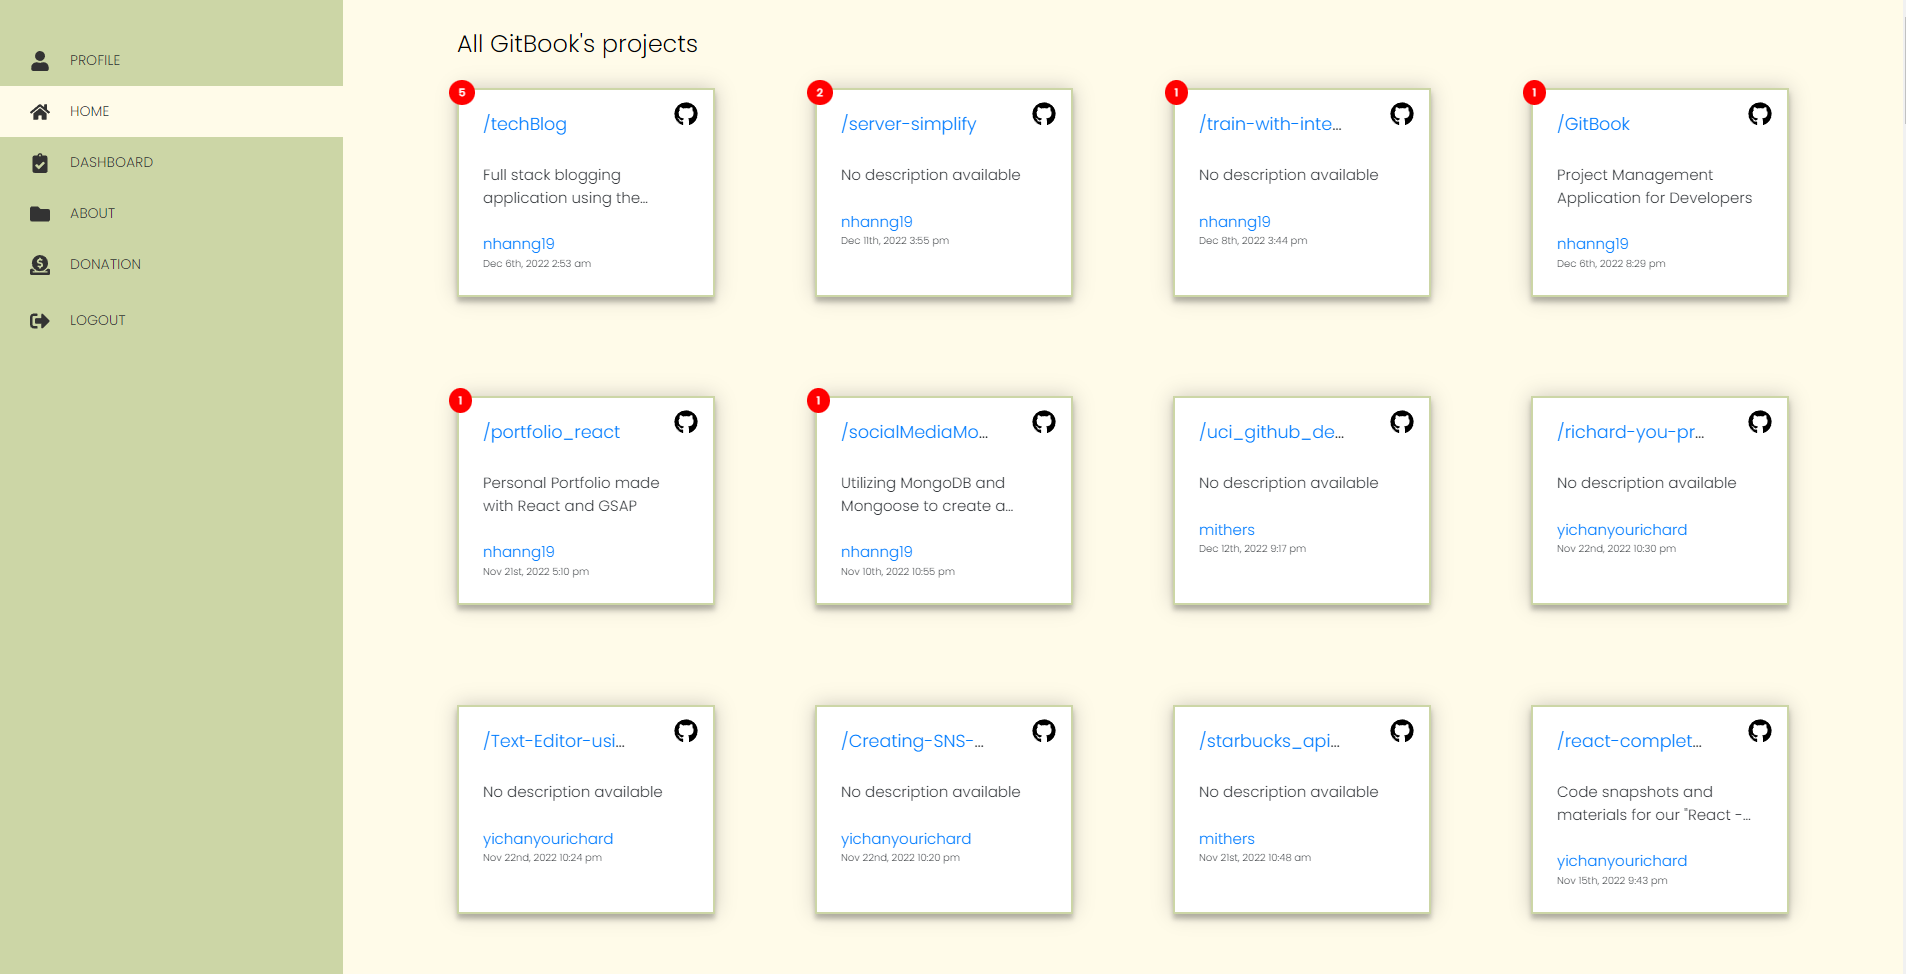 PROFILE
HOME
DASHBOARD
ABOUT
DONATION
LOGOUT
All GitBook's projects
5
/techBlog
Full stack blogging
application using the...
nhanng19
Dec 6th, 2022 2:53 am
2
/server-simplify
No description available
nhanng19
Dec 11th, 2022 3:55 pm
1
/train-with-inte...
No description available
nhanng19
Dec 8th, 2022 3:44 pm
1
/GitBook
Project Management
Application for Developers
nhanng19
Dec 6th, 2022 8:29 pm
1
/portfolio_react
Personal Portfolio made
with React and GSAP
nhanng19
Nov 21st, 2022 5:10 pm
1
/socialMediaMo...
Utilizing MongoDB and
Mongoose to create a...
nhanng19
Nov 10th, 2022 10:55 pm
/uci_github_de...
No description available
mithers
Dec 12th, 2022 9:17 pm
/richard-you-pr...
No description available
yichanyourichard
Nov 22nd, 2022 10:30 pm
/Text-Editor-usi...
No description available
yichanyourichard
Nov 22nd, 2022 10:24 pm
/Creating-SNS-...
No description available
yichanyourichard
Nov 22nd, 2022 10:20 pm
/starbucks_api...
No description available
mithers
Nov 21st, 2022 10:48 am
/react-complet...
Code snapshots and
materials for our "React -...
yichanyourichard
Nov 15th, 2022 9:43 pm